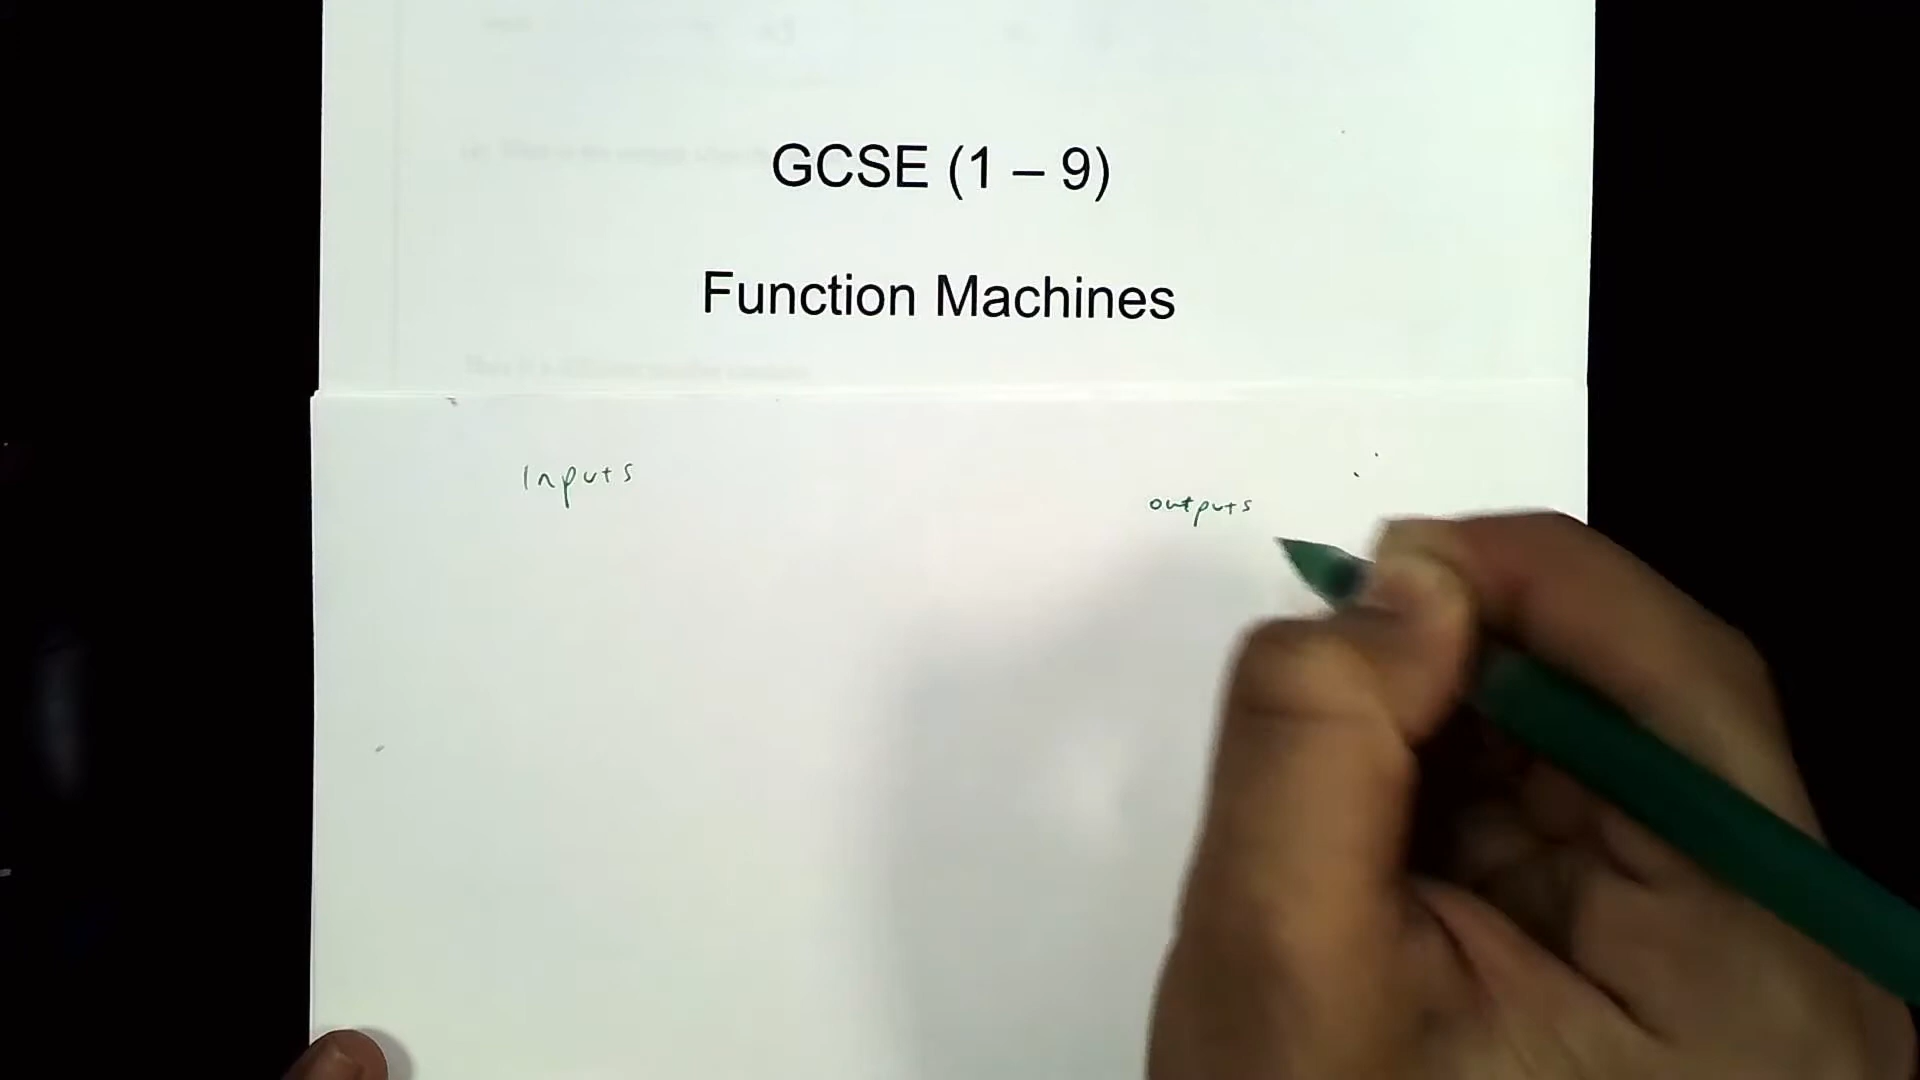 GCSE (1 – 9)
Function Machines
Inputs
outputs